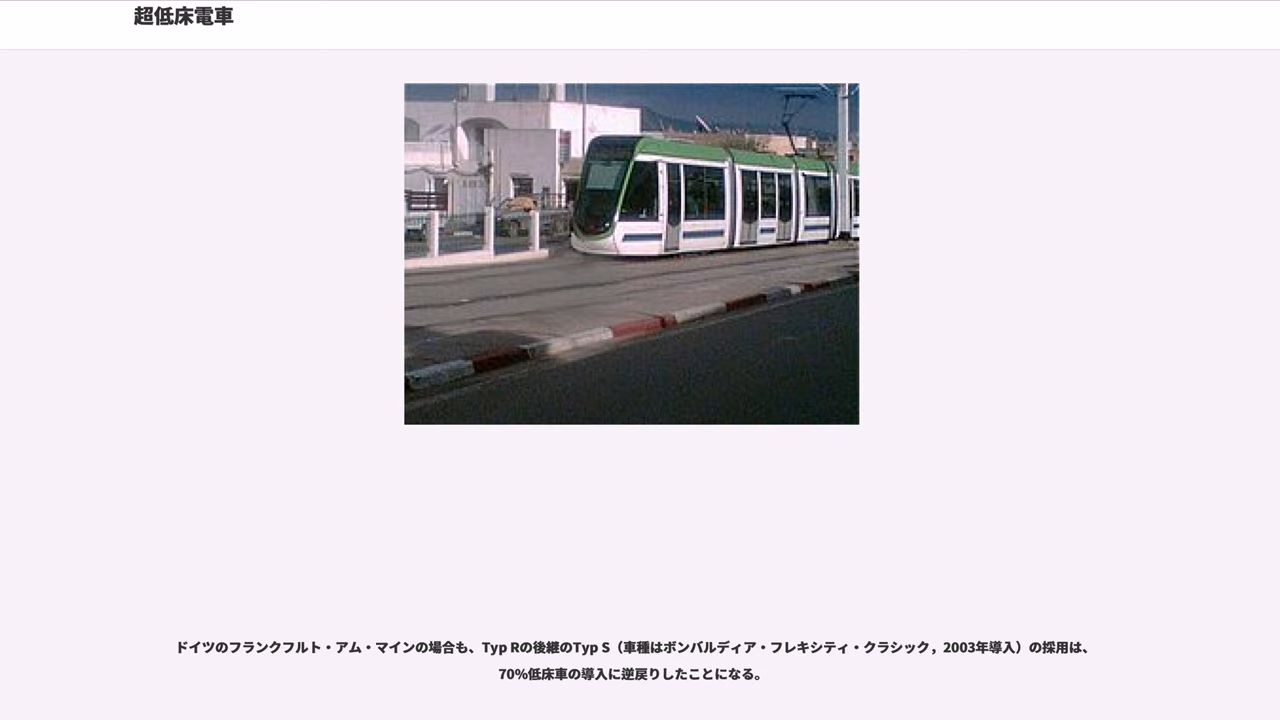 超低床電車
ドイツのフランクフルト・アム・マインの場合も、Typ Rの後継のTyp S（車種はボンバルディア・フレキシティ・クラシック，2003年導入）の採用は、
70%低床車の導入に逆戻りしたことになる。